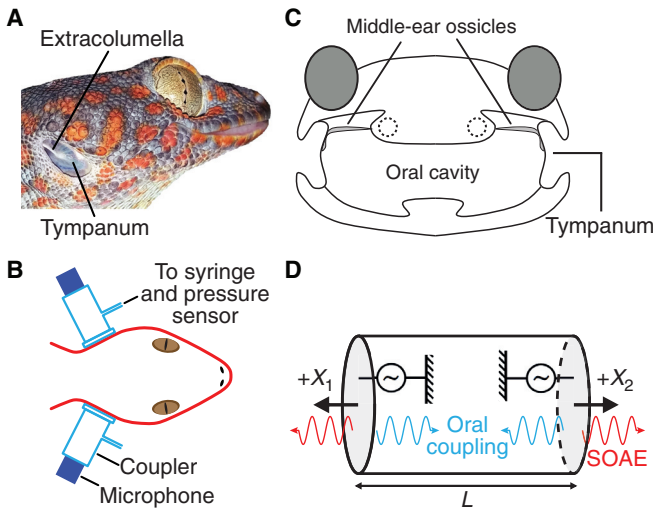 A
Extracolumella
Tympanum
B
To syringe
and pressure
sensor
Coupler
Microphone
C
Middle-ear ossicles
Oral cavity
Tympanum
D
~
~
+X₁
+X₂
Oral
coupling
SOAE
L